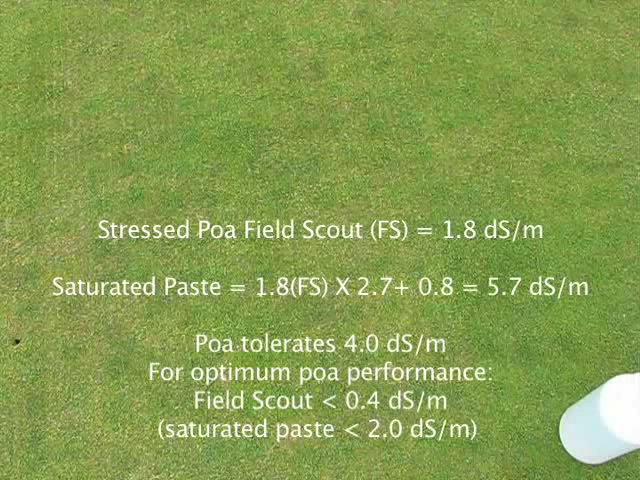 Stressed Poa Field Scout (FS) = 1.8 dS/m
Saturated Paste = 1.8(FS) X 2.7+ 0.8 = 5.7 dS/m
Poa tolerates 4.0 dS/m
For optimum poa performance:
Field Scout < 0.4 dS/m
(saturated paste < 2.0 dS/m)